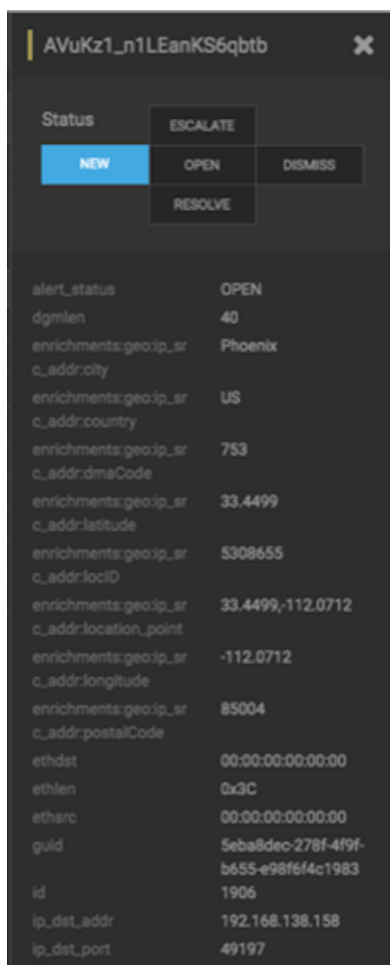 AVuKz1_n1LEanKS6qbtb ✖
Status ESCALATE
NEW OPEN DISMISS
RESOLVE
alert_status OPEN
dgmlen 40
enrichments:geo:ip_sr Phoenix
c_addr:city
enrichments:geo:ip_sr US
c_addr:country
enrichments:geo:ip_sr 753
c_addr:dmaCode
enrichments:geo:ip_sr 33.4499
c_addr:latitude
enrichments:geo:ip_sr 5308655
c_addr:locID
enrichments:geo:ip_sr 33.4499,-112.0712
c_addr:location_point
enrichments:geo:ip_sr -112.0712
c_addr:longitude
enrichments:geo:ip_sr 85004
c_addr:postalCode
ethdst 00:00:00:00:00:00
ethlen 0x3C
ethsrc 00:00:00:00:00:00
guid 5eba8dec-278f-4f9f-
b655-e98f6f4c1983
id 1906
ip_dst_addr 192.168.138.158
ip_dst_port 49197